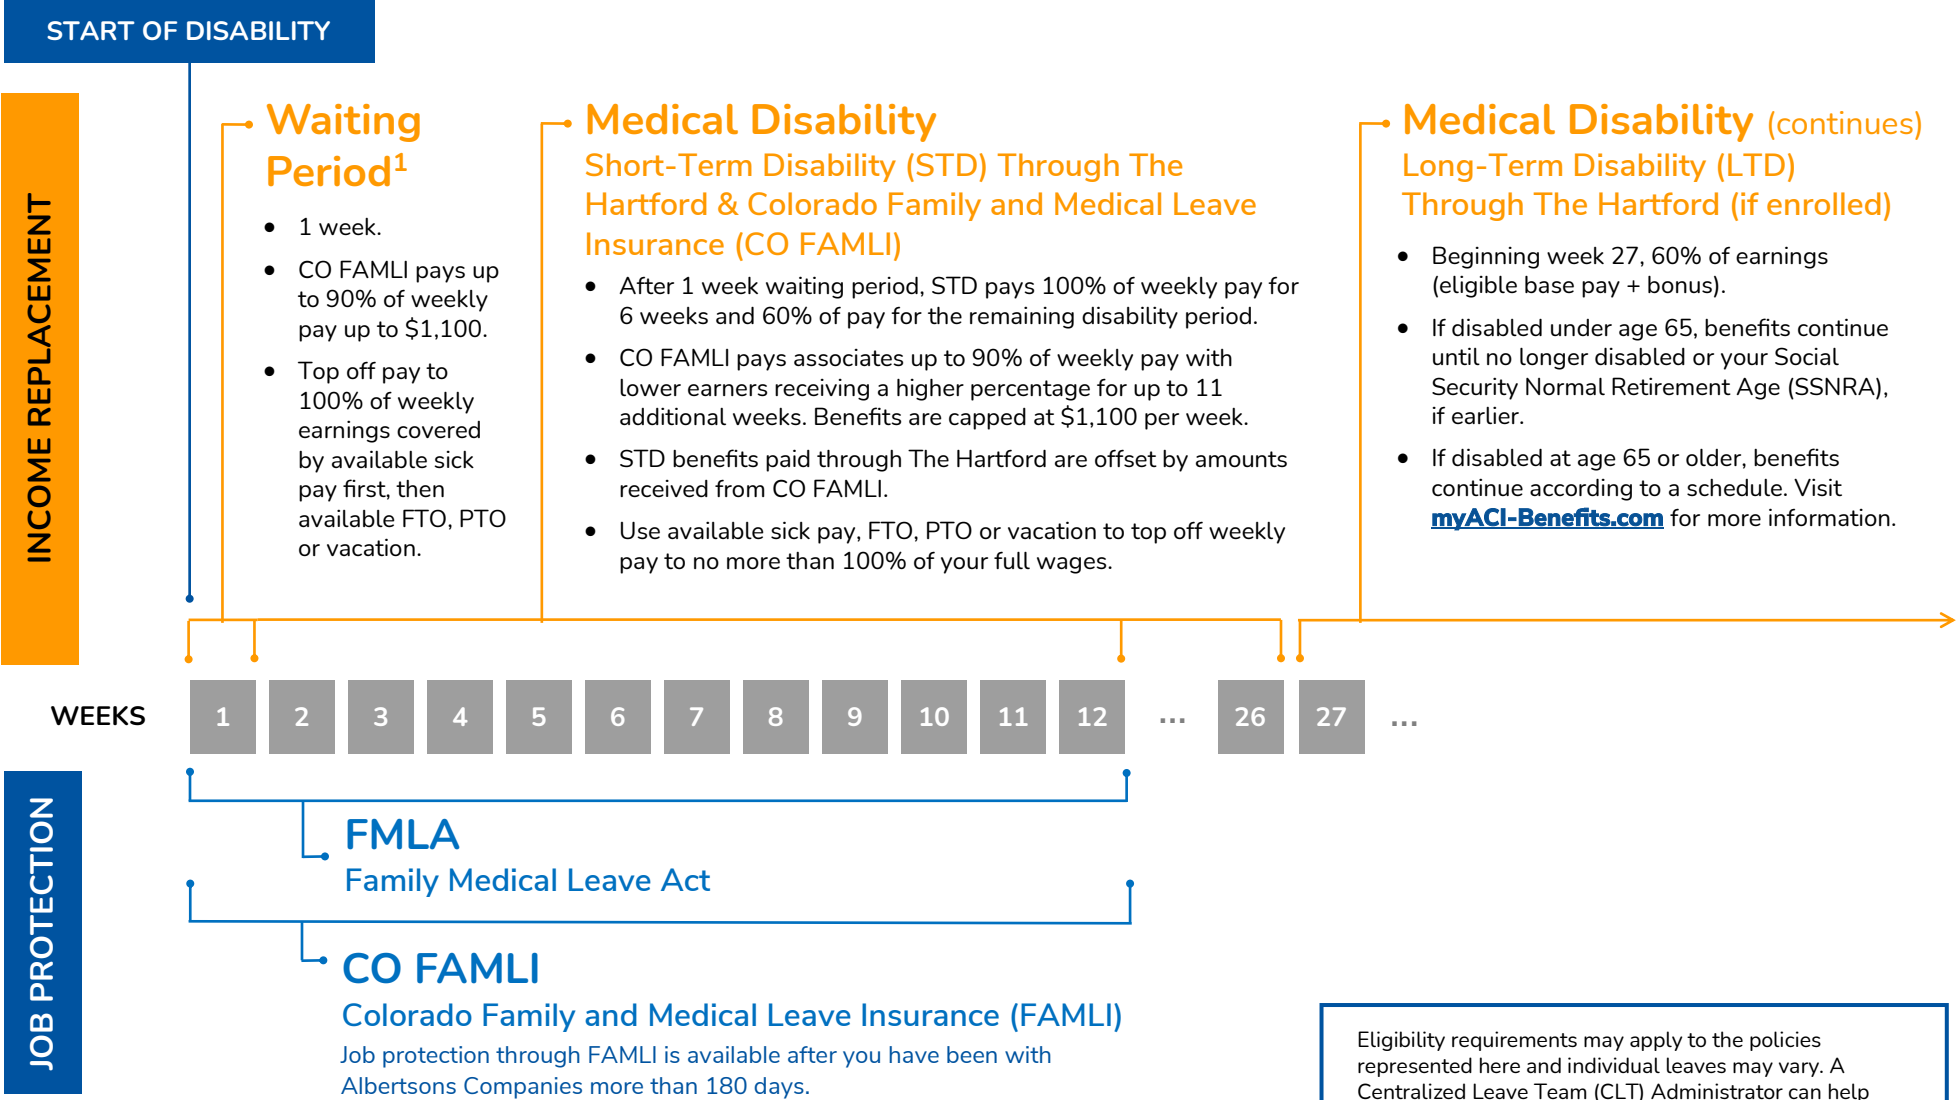 START OF DISABILITY
INCOME REPLACEMENT
Waiting
Period¹
• 1 week.
• CO FAMLI pays up
to 90% of weekly
pay up to $1,100.
• Top off pay to
100% of weekly
earnings covered
by available sick
pay first, then
available FTO, PTO
or vacation.
Medical Disability
Short-Term Disability (STD) Through The
Hartford & Colorado Family and Medical Leave
Insurance (CO FAMLI)
• After 1 week waiting period, STD pays 100% of weekly pay for
6 weeks and 60% of pay for the remaining disability period.
• CO FAMLI pays associates up to 90% of weekly pay with
lower earners receiving a higher percentage for up to 11
additional weeks. Benefits are capped at $1,100 per week.
• STD benefits paid through The Hartford are offset by amounts
received from CO FAMLI.
• Use available sick pay, FTO, PTO or vacation to top off weekly
pay to no more than 100% of your full wages.
Medical Disability (continues)
Long-Term Disability (LTD)
Through The Hartford (if enrolled)
• Beginning week 27, 60% of earnings
(eligible base pay + bonus).
• If disabled under age 65, benefits continue
until no longer disabled or your Social
Security Normal Retirement Age (SSNRA),
if earlier.
• If disabled at age 65 or older, benefits
continue according to a schedule. Visit
myACI-Benefits.com for more information.
WEEKS 1 2 3 4 5 6 7 8 9 10 11 12 ... 26 27 ...
JOB PROTECTION
FMLA
Family Medical Leave Act
CO FAMLI
Colorado Family and Medical Leave Insurance (FAMLI)
Job protection through FAMLI is available after you have been with
Albertsons Companies more than 180 days.
Eligibility requirements may apply to the policies
represented here and individual leaves may vary. A
Centralized Leave Team (CLT) Administrator can help